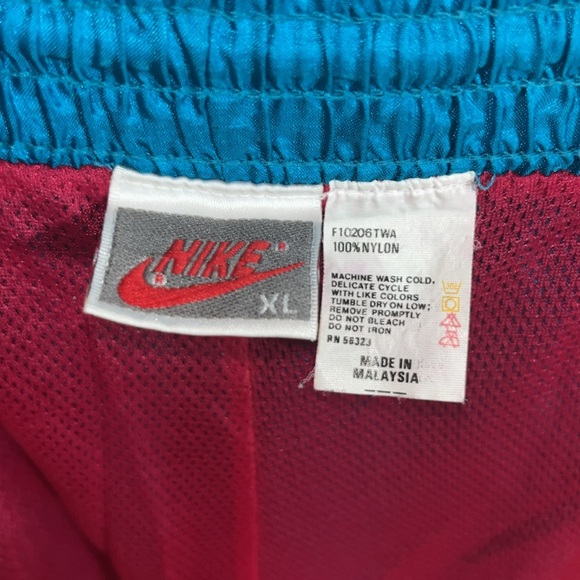 NIKE®
®
XL
F10206TWA
100%NYLON
MACHINE WASH COLD,
DELICATE CYCLE
WITH LIKE COLORS
TUMBLE DRY ON LOW;
REMOVE PROMPTLY
DO NOT BLEACH
DO NOT IRON
RN 56323
MADE IN
MALAYSIA